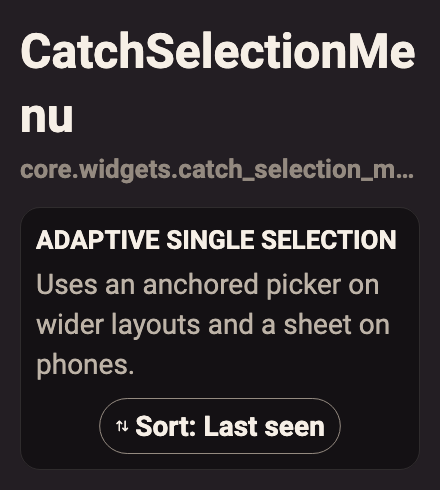 CatchSelectionMe
nu
core.widgets.catch_selection_m...
ADAPTIVE SINGLE SELECTION
Uses an anchored picker on
wider layouts and a sheet on
phones.
Sort: Last seen